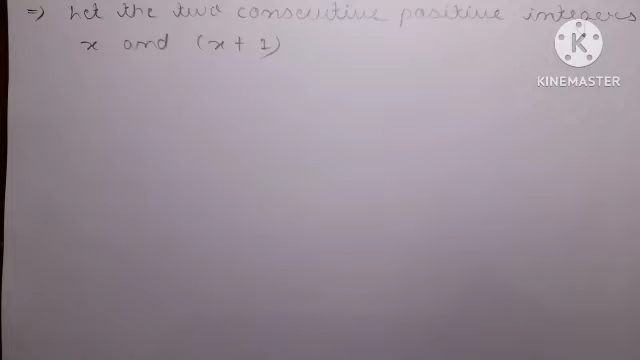 => Let the two consecutive positive integers
x and (x + 1)
KINEMASTER